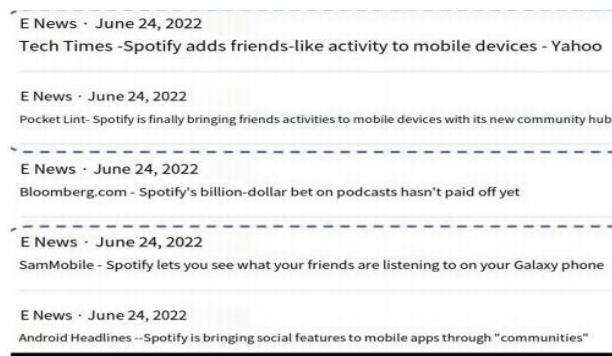 E News · June 24, 2022
Tech Times -Spotify adds friends-like activity to mobile devices - Yahoo
E News · June 24, 2022
Pocket Lint- Spotify is finally bringing friends activities to mobile devices with its new community hub
E News · June 24, 2022
Bloomberg.com - Spotify's billion-dollar bet on podcasts hasn't paid off yet
E News · June 24, 2022
SamMobile - Spotify lets you see what your friends are listening to on your Galaxy phone
E News · June 24, 2022
Android Headlines --Spotify is bringing social features to mobile apps through "communities"